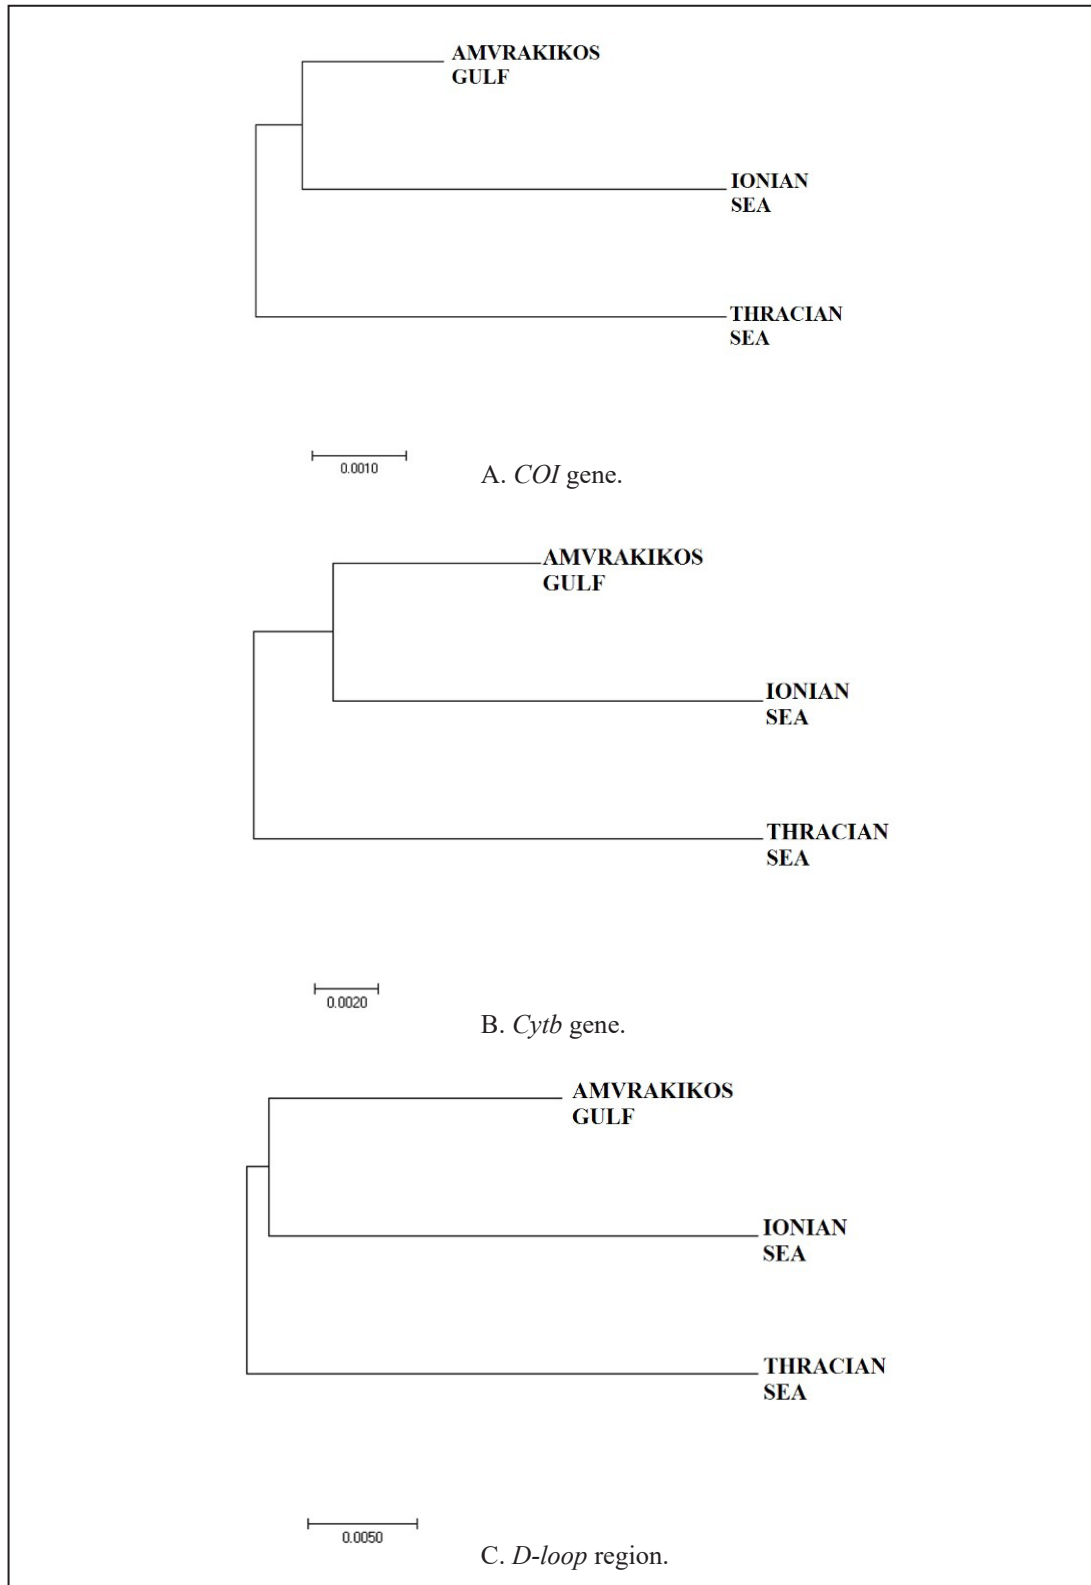 AMVRAKIKOS
GULF
IONIAN
SEA
THRACIAN
SEA
0.0010
A. COI gene.
AMVRAKIKOS
GULF
IONIAN
SEA
THRACIAN
SEA
0.0020
B. Cytb gene.
AMVRAKIKOS
GULF
IONIAN
SEA
THRACIAN
SEA
0.0050
C. D-loop region.